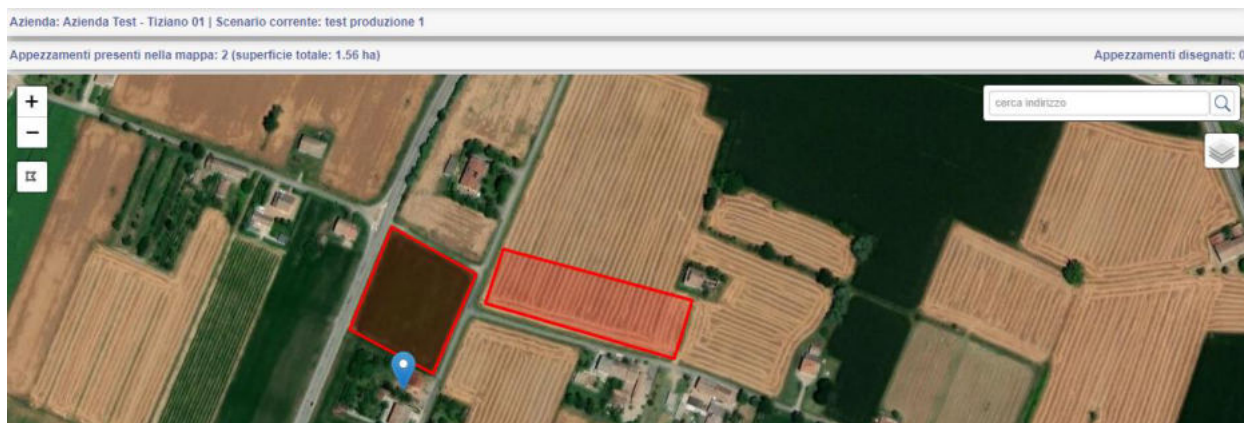 Azienda: Azienda Test - Tiziano 01 | Scenario corrente: test produzione 1
Appezzamenti presenti nella mappa: 2 (superficie totale: 1.56 ha)
Appezzamenti disegnati: 0
+
cerca indirizzo
−